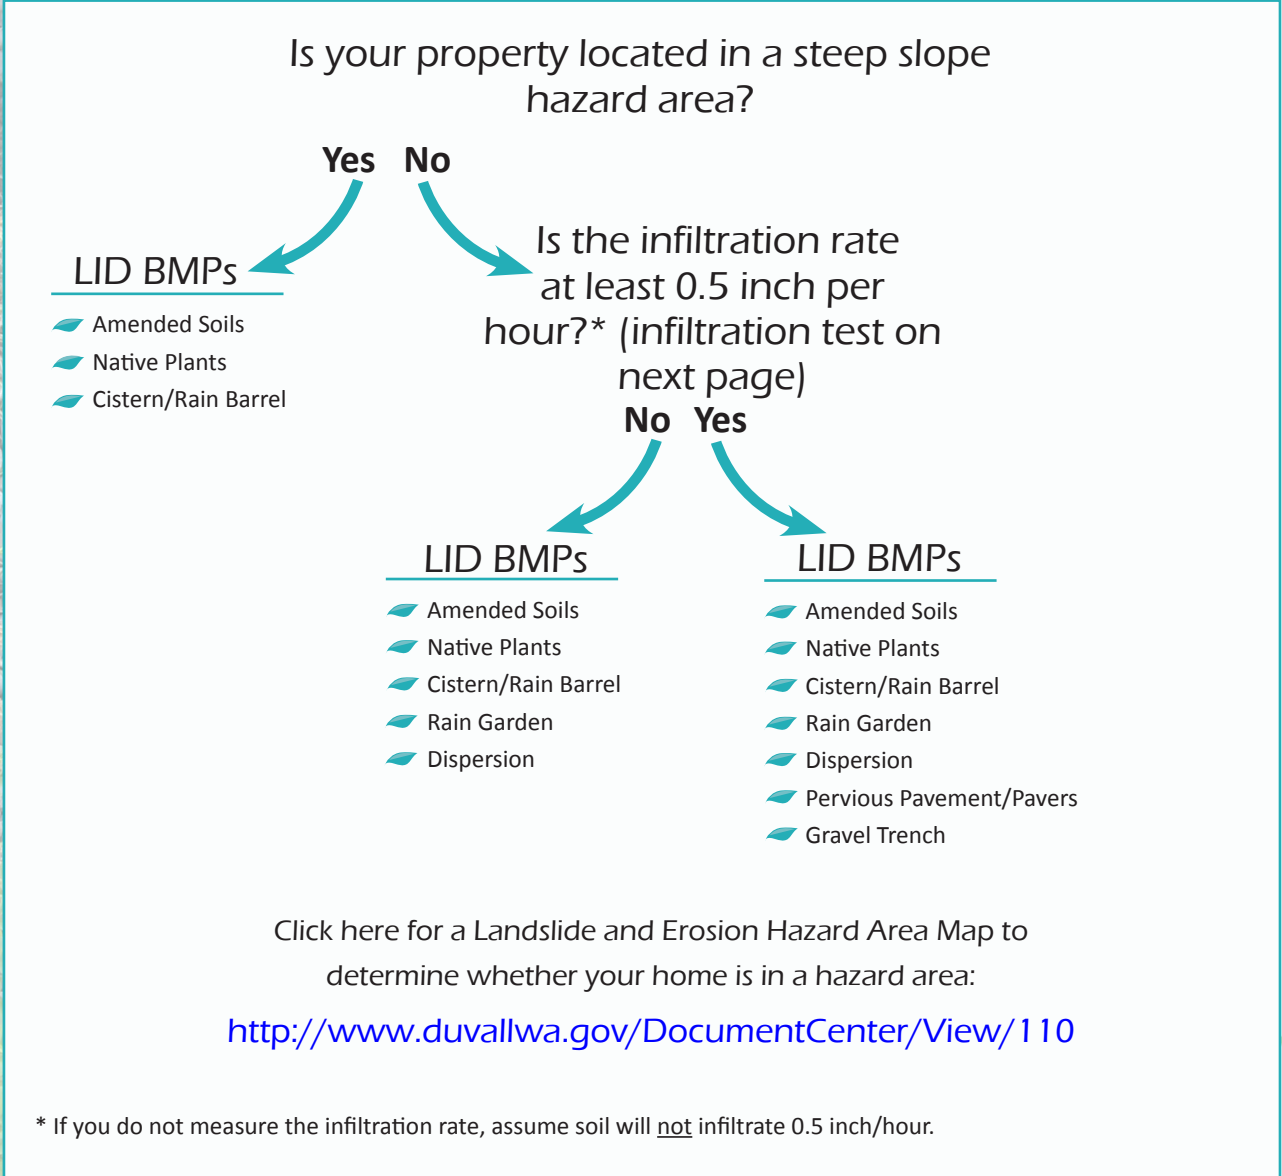 Is your property located in a steep slope
hazard area?
Yes No
LID BMPs
Amended Soils
Native Plants
Cistern/Rain Barrel
Is the infiltration rate
at least 0.5 inch per
hour?* (infiltration test on
next page)
No Yes
LID BMPs
Amended Soils
Native Plants
Cistern/Rain Barrel
Rain Garden
Dispersion
LID BMPs
Amended Soils
Native Plants
Cistern/Rain Barrel
Rain Garden
Dispersion
Pervious Pavement/Pavers
Gravel Trench
Click here for a Landslide and Erosion Hazard Area Map to
determine whether your home is in a hazard area:
http://www.duvallwa.gov/DocumentCenter/View/110
* If you do not measure the infiltration rate, assume soil will not infiltrate 0.5 inch/hour.